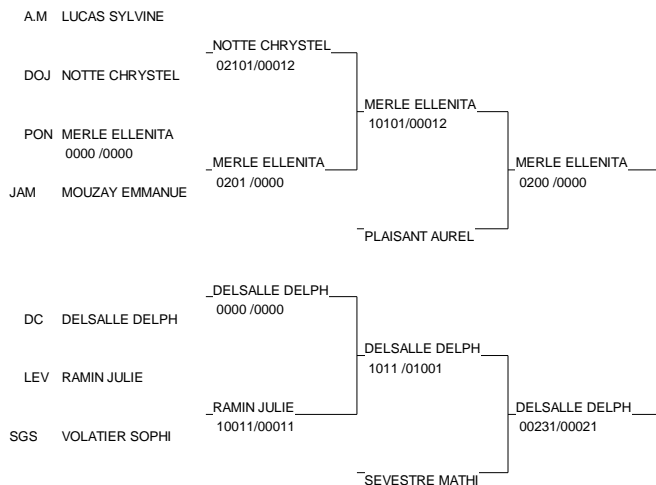 A.M LUCAS SYLVINE
NOTTE CHRYSTEL
02101/00012
DOJ NOTTE CHRYSTEL
MERLE ELLENITA
10101/00012
PON MERLE ELLENITA
0000 /0000
MERLE ELLENITA
0201 /0000
MERLE ELLENITA
0200 /0000
JAM MOUZAY EMMANUE
PLAISANT AUREL
DELSALLE DELPH
0000 /0000
DC DELSALLE DELPH
DELSALLE DELPH
1011 /01001
LEV RAMIN JULIE
RAMIN JULIE
10011/00011
DELSALLE DELPH
00231/00021
SGS VOLATIER SOPHI
SEVESTRE MATHI